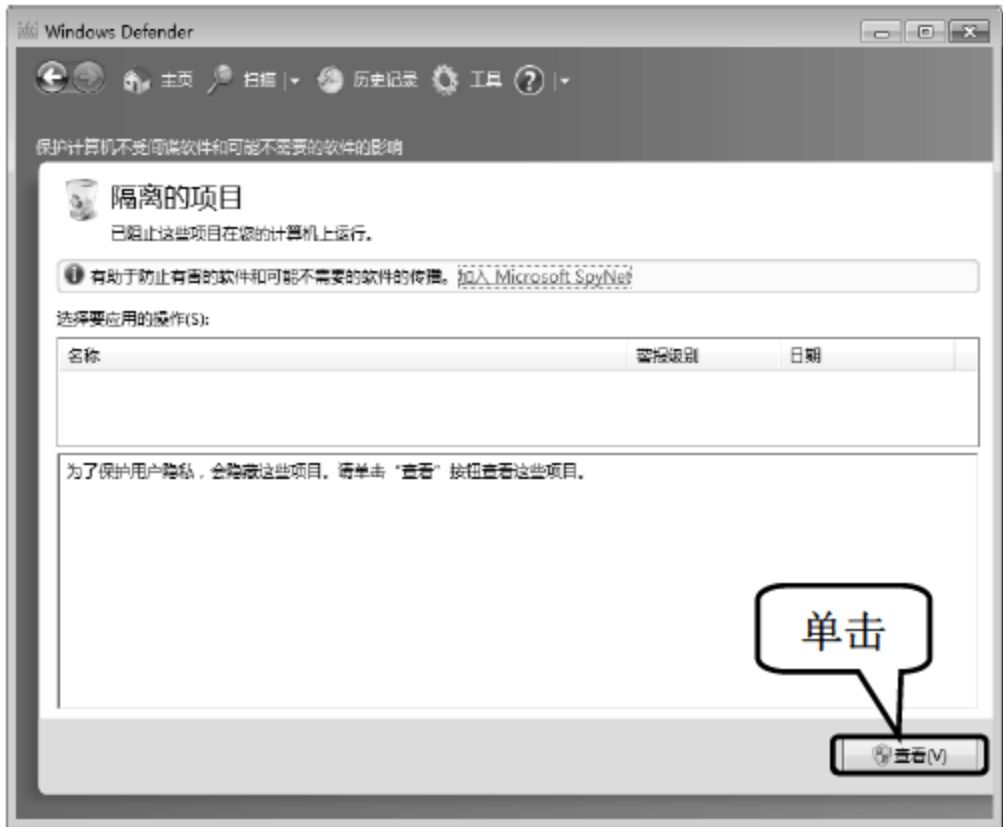 Windows Defender
主页 扫描 历史记录 工具
保护计算机不受间谍软件和可能不需要的软件的影响
隔离的项目
已阻止这些项目在您的计算机上运行。
有助于防止有害的软件和可能不需要的软件的传播。加入 Microsoft SpyNet
选择要应用的操作(S):
名称 警报级别 日期
为了保护用户隐私，会隐藏这些项目。请单击“查看”按钮查看这些项目。
单击
查看(V)